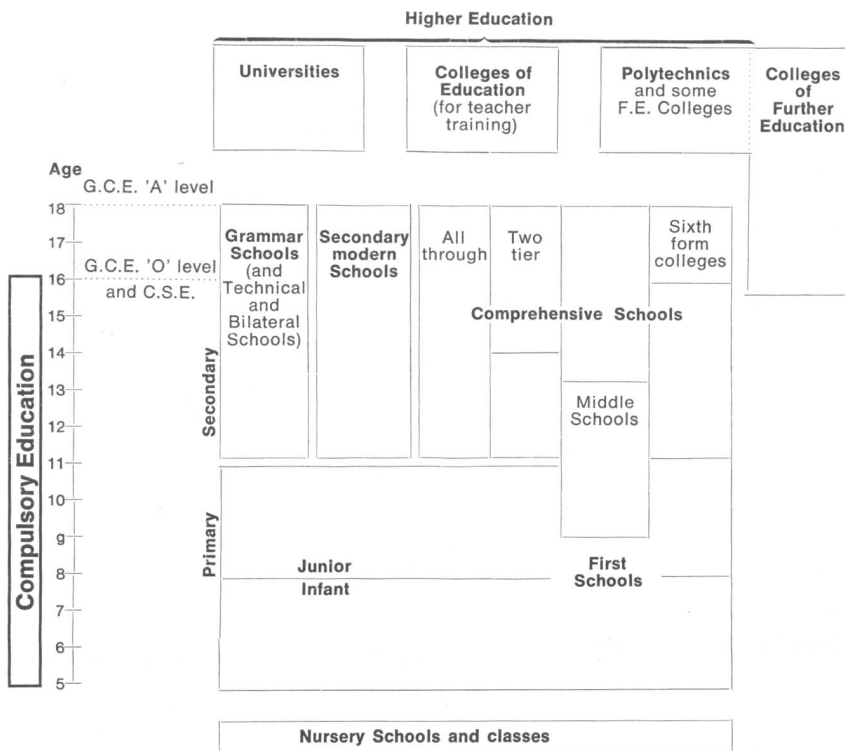 Higher Education
Universities
Colleges of
Education
(for teacher
training)
Polytechnics
and some
F.E. Colleges
Colleges
of
Further
Education
Age
G.C.E. 'A' level
18
17
G.C.E. 'O' level
16
and C.S.E.
15
14
13
12
11
10
9
8
7
6
5
Compulsory Education
Secondary
Primary
Grammar
Schools
(and
Technical
and
Bilateral
Schools)
Secondary
modern
Schools
All
through
Two
tier
Sixth
form
colleges
Comprehensive Schools
Middle
Schools
Junior
Infant
First
Schools
Nursery Schools and classes